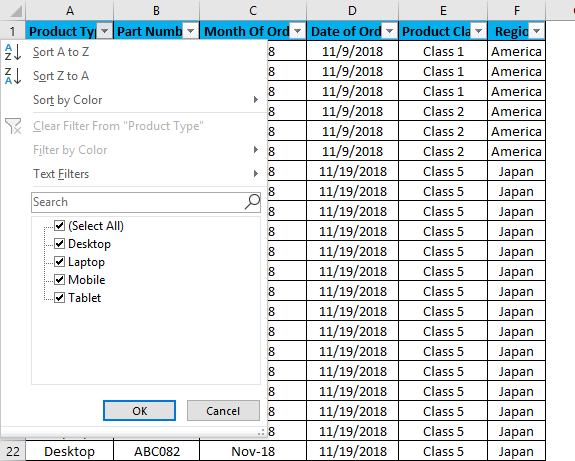 A B C D E F
1 Product Typ Part Numb Month Of Ord Date of Ord Product Cla Regio
Sort A to Z
Sort Z to A
Sort by Color
Clear Filter From "Product Type"
Filter by Color
Text Filters
Search
(Select All)
Desktop
Laptop
Mobile
Tablet
OK Cancel
8 11/9/2018 Class 1 America
8 11/9/2018 Class 1 America
8 11/9/2018 Class 1 America
8 11/9/2018 Class 2 America
8 11/9/2018 Class 2 America
8 11/9/2018 Class 2 America
8 11/19/2018 Class 5 Japan
8 11/19/2018 Class 5 Japan
8 11/19/2018 Class 5 Japan
8 11/19/2018 Class 5 Japan
8 11/19/2018 Class 5 Japan
8 11/19/2018 Class 5 Japan
8 11/19/2018 Class 5 Japan
8 11/19/2018 Class 5 Japan
8 11/19/2018 Class 5 Japan
8 11/19/2018 Class 5 Japan
8 11/19/2018 Class 5 Japan
8 11/19/2018 Class 5 Japan
8 11/19/2018 Class 5 Japan
8 11/19/2018 Class 5 Japan
22 Desktop ABC082 Nov-18 11/19/2018 Class 5 Japan